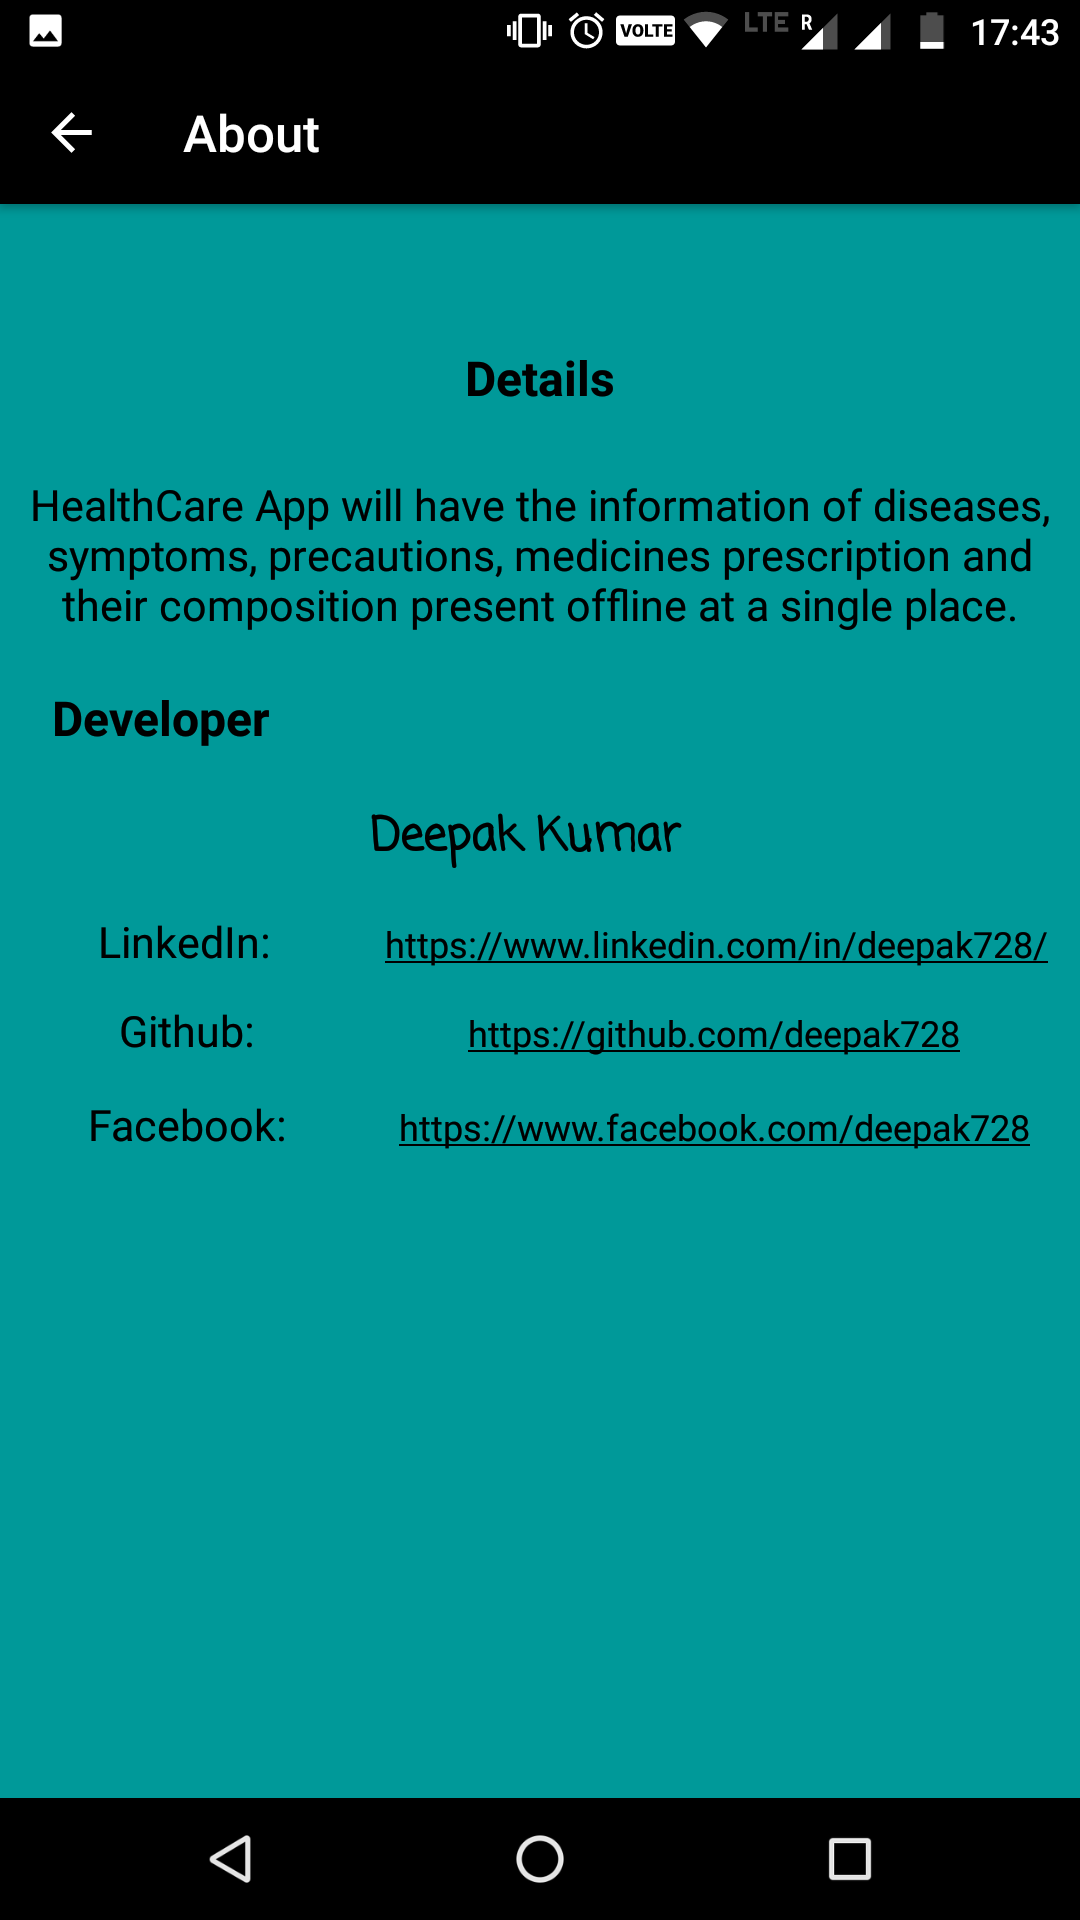 VOLTE LTE R 17:43
About
Details
HealthCare App will have the information of diseases,
symptoms, precautions, medicines prescription and
their composition present offline at a single place.
Developer
Deepak Kumar
LinkedIn: https://www.linkedin.com/in/deepak728/
Github: https://github.com/deepak728
Facebook: https://www.facebook.com/deepak728